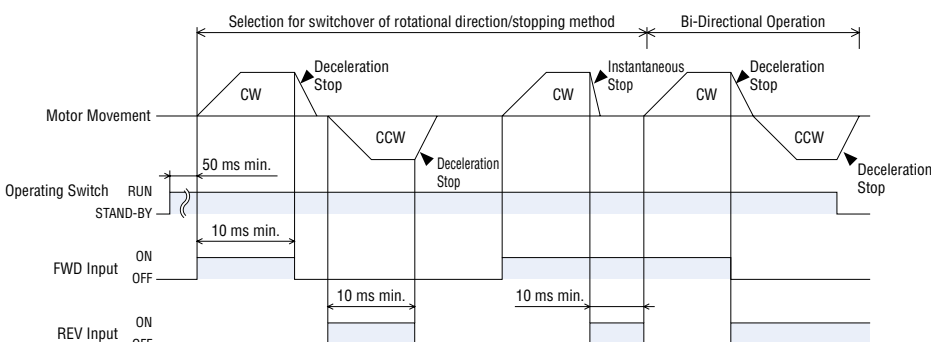 Selection for switchover of rotational direction/stopping method
Bi-Directional Operation
Deceleration
Stop
Instantaneous
Stop
Deceleration
Stop
CW
CW
CW
Motor Movement
CCW
CCW
Deceleration
Stop
Deceleration
Stop
50 ms min.
Operating Switch
RUN
STAND-BY
10 ms min.
FWD Input
ON
OFF
10 ms min.
10 ms min.
REV Input
ON
OFF